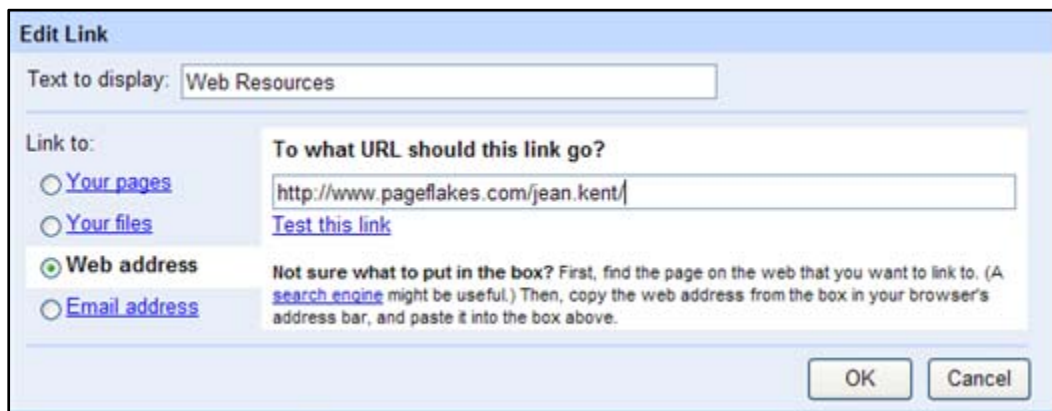 Edit Link
Text to display: Web Resources
Link to:
To what URL should this link go?
Your pages
http://www.pageflakes.com/jean.kent/
Your files
Test this link
Web address
Not sure what to put in the box? First, find the page on the web that you want to link to. (A
search engine might be useful.) Then, copy the web address from the box in your browser's
Email address
address bar, and paste it into the box above.
OK Cancel